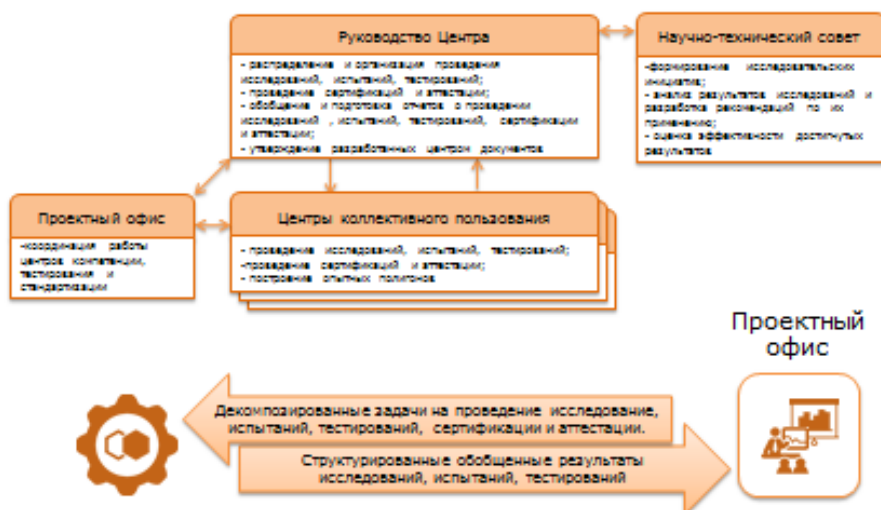 Руководство Центра
- распределение и организация проведения
исследований, испытаний, тестирований;
- проведение сертификаций и аттестации;
- обобщение и подготовка отчетов о проведении
исследований , испытаний, тестирований, сертификации
и аттестации;
- утверждение разработанных центром документов
Научно-технический совет
-формирование исследовательских
инициатив;
- анализ результатов исследований и
разработка рекомендаций по их
применению;
- оценка эффективности достигнутых
результатов
Проектный офис
-координация работы
центров компетенции,
тестирования и
стандартизации
Центры коллективного пользования
- проведение исследований, испытаний, тестирований;
-проведение сертификаций и аттестации;
- построение опытных полигонов
Проектный
офис
Декомпозированные задачи на проведение исследование,
испытаний, тестирований, сертификации и аттестации.
Структурированные обобщенные результаты
исследований, испытаний, тестирований